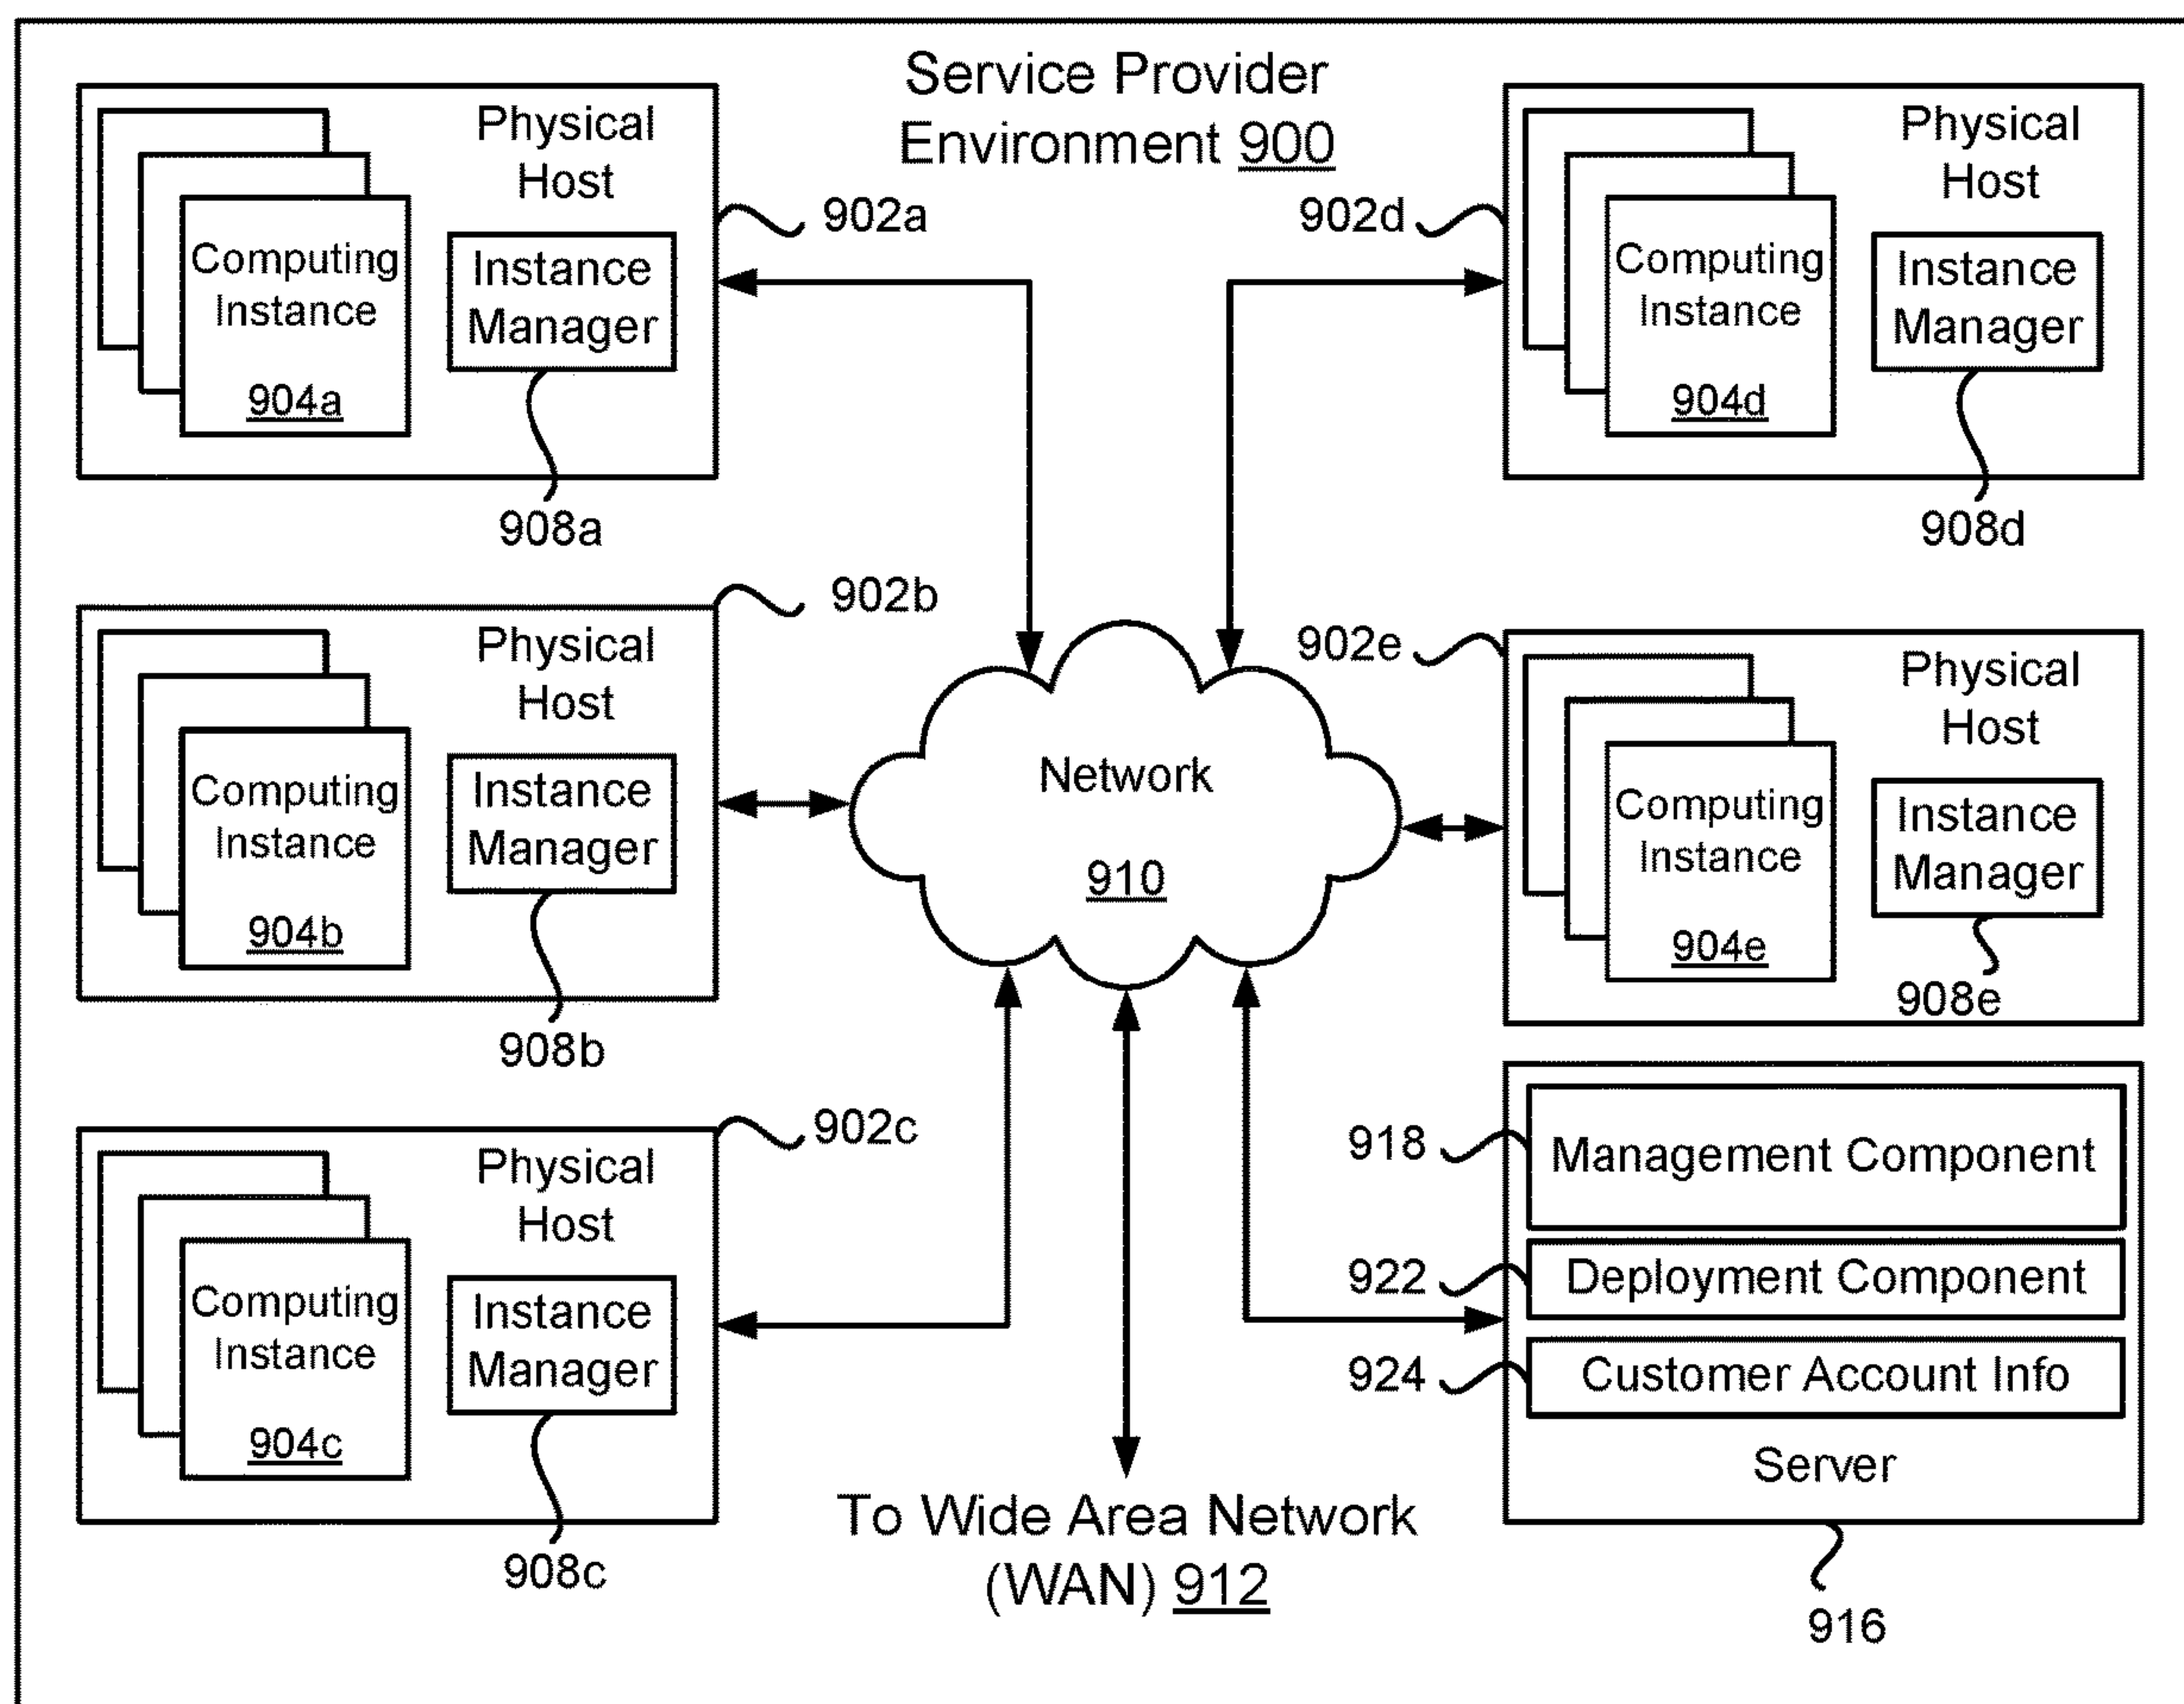 Service Provider
Environment 900
Physical
Host
Computing
Instance
904a
Instance
Manager
902a
908a
Physical
Host
Computing
Instance
904b
Instance
Manager
902b
908b
Physical
Host
Computing
Instance
904c
Instance
Manager
902c
908c
Network
910
To Wide Area Network
(WAN) 912
902d
Physical
Host
Computing
Instance
904d
Instance
Manager
908d
902e
Physical
Host
Computing
Instance
904e
Instance
Manager
908e
918
Management Component
922
Deployment Component
924
Customer Account Info
Server
916